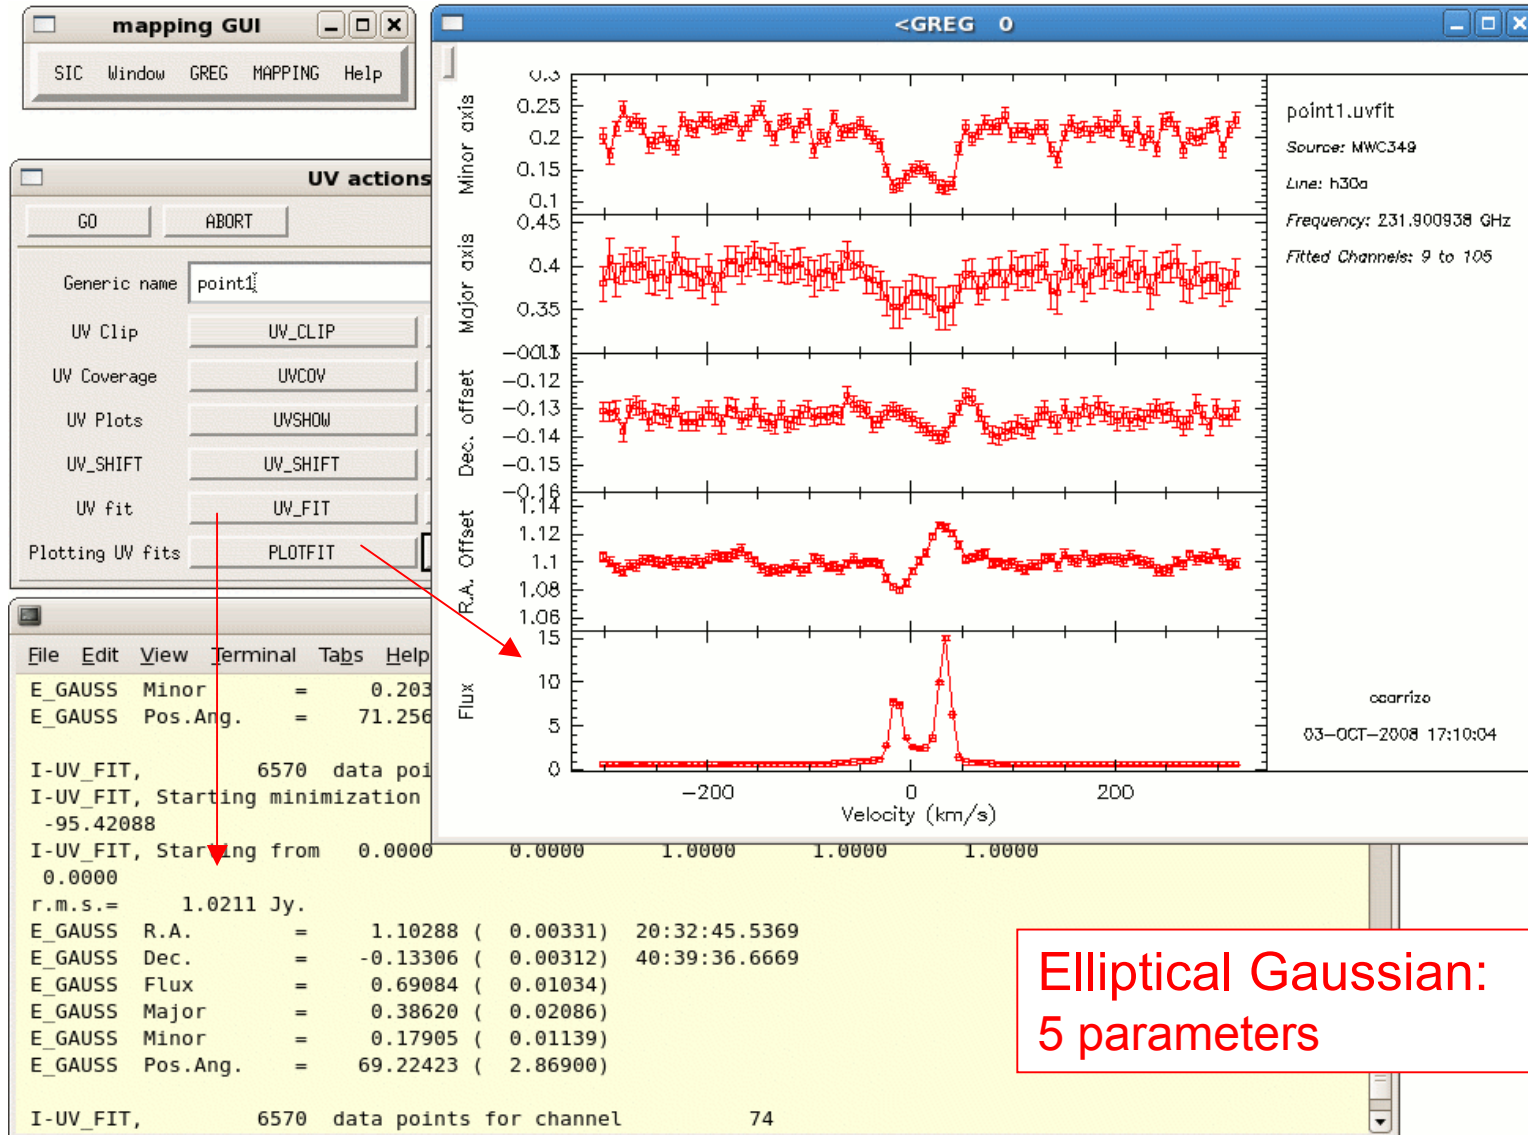 mapping GUI
SIC Window GREG MAPPING Help
UV actions
GO ABORT
Generic name point1
UV Clip UV_CLIP
UV Coverage UVCOV
UV Plots UVSHOW
UV_SHIFT UV_SHIFT
UV fit UV_FIT
Plotting UV fits PLOTFIT
<GREG 0
0.3
0.25
0.2
0.15
0.1
Minor axis
0.45
0.4
0.35
Major axis
-0.12
-0.13
-0.14
-0.15
-0.16
Dec. offset
1.14
1.12
1.1
1.08
1.06
R.A. Offset
15
10
5
0
Flux
-200 0 200
Velocity (km/s)
point1.uvfit
Source: MWC349
Line: h30a
Frequency: 231.900938 GHz
Fitted Channels: 9 to 105
03-OCT-2008 17:10:04
File Edit View Terminal Tabs Help
E_GAUSS Minor = 0.203
E_GAUSS Pos.Ang. = 71.256
I-UV_FIT, 6570 data poi
I-UV_FIT, Starting minimization
-95.42088
I-UV_FIT, Starting from 0.0000 0.0000 1.0000 1.0000 1.0000
0.0000
r.m.s.= 1.0211 Jy.
E_GAUSS R.A. = 1.10288 ( 0.00331) 20:32:45.5369
E_GAUSS Dec. = -0.13306 ( 0.00312) 40:39:36.6669
E_GAUSS Flux = 0.69084 ( 0.01034)
E_GAUSS Major = 0.38620 ( 0.02086)
E_GAUSS Minor = 0.17905 ( 0.01139)
E_GAUSS Pos.Ang. = 69.22423 ( 2.86900)
I-UV_FIT, 6570 data points for channel 74
Elliptical Gaussian:
5 parameters